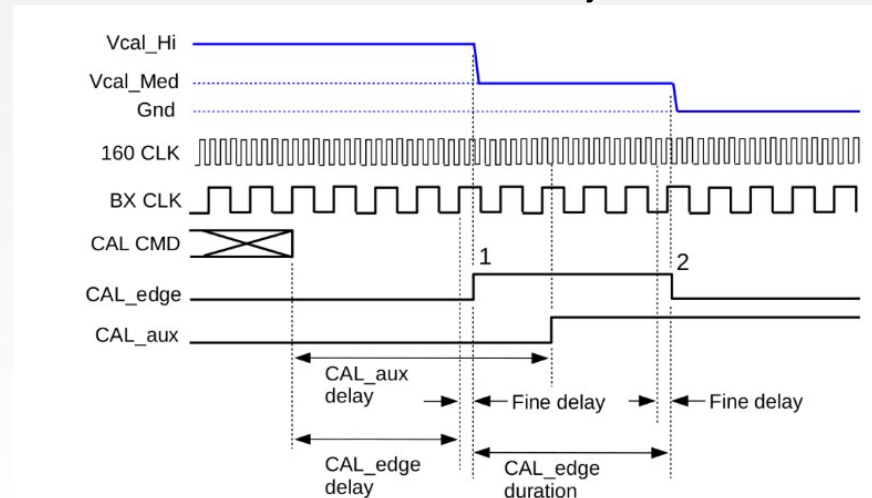 Vcal_Hi
Vcal_Med
Gnd
160 CLK
BX CLK
CAL CMD
1
2
CAL_edge
CAL_aux
CAL_aux
delay
Fine delay
Fine delay
CAL_edge
delay
CAL_edge
duration